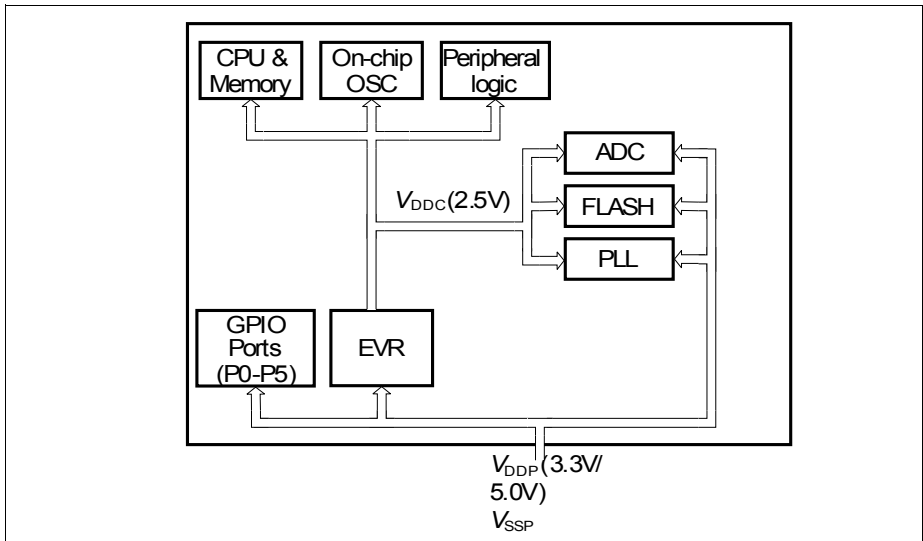 CPU &
Memory
On-chip
OSC
Peripheral
logic
ADC
FLASH
PLL
VDDC(2.5V)
GPIO
Ports
(P0-P5)
EVR
VDDP(3.3V/
5.0V)
VSSP